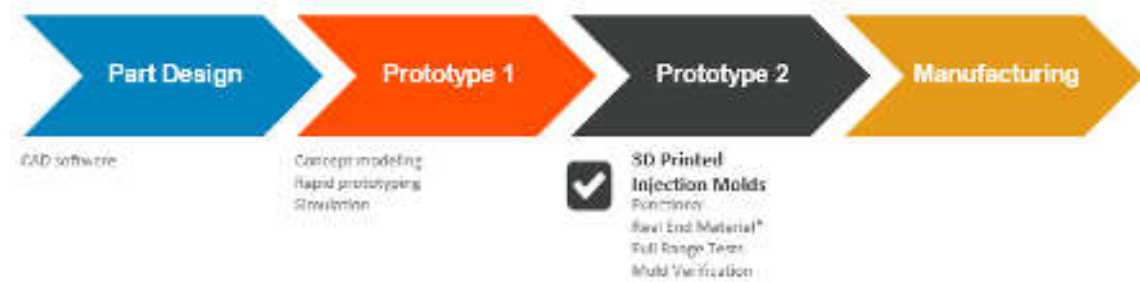 Part Design
Prototype 1
Prototype 2
Manufacturing
CAD software
Concept modeling
Rapid prototyping
Simulation
3D Printed
Injection Molds
Functional
Real End Material*
Full Range Tests
Mold Verification